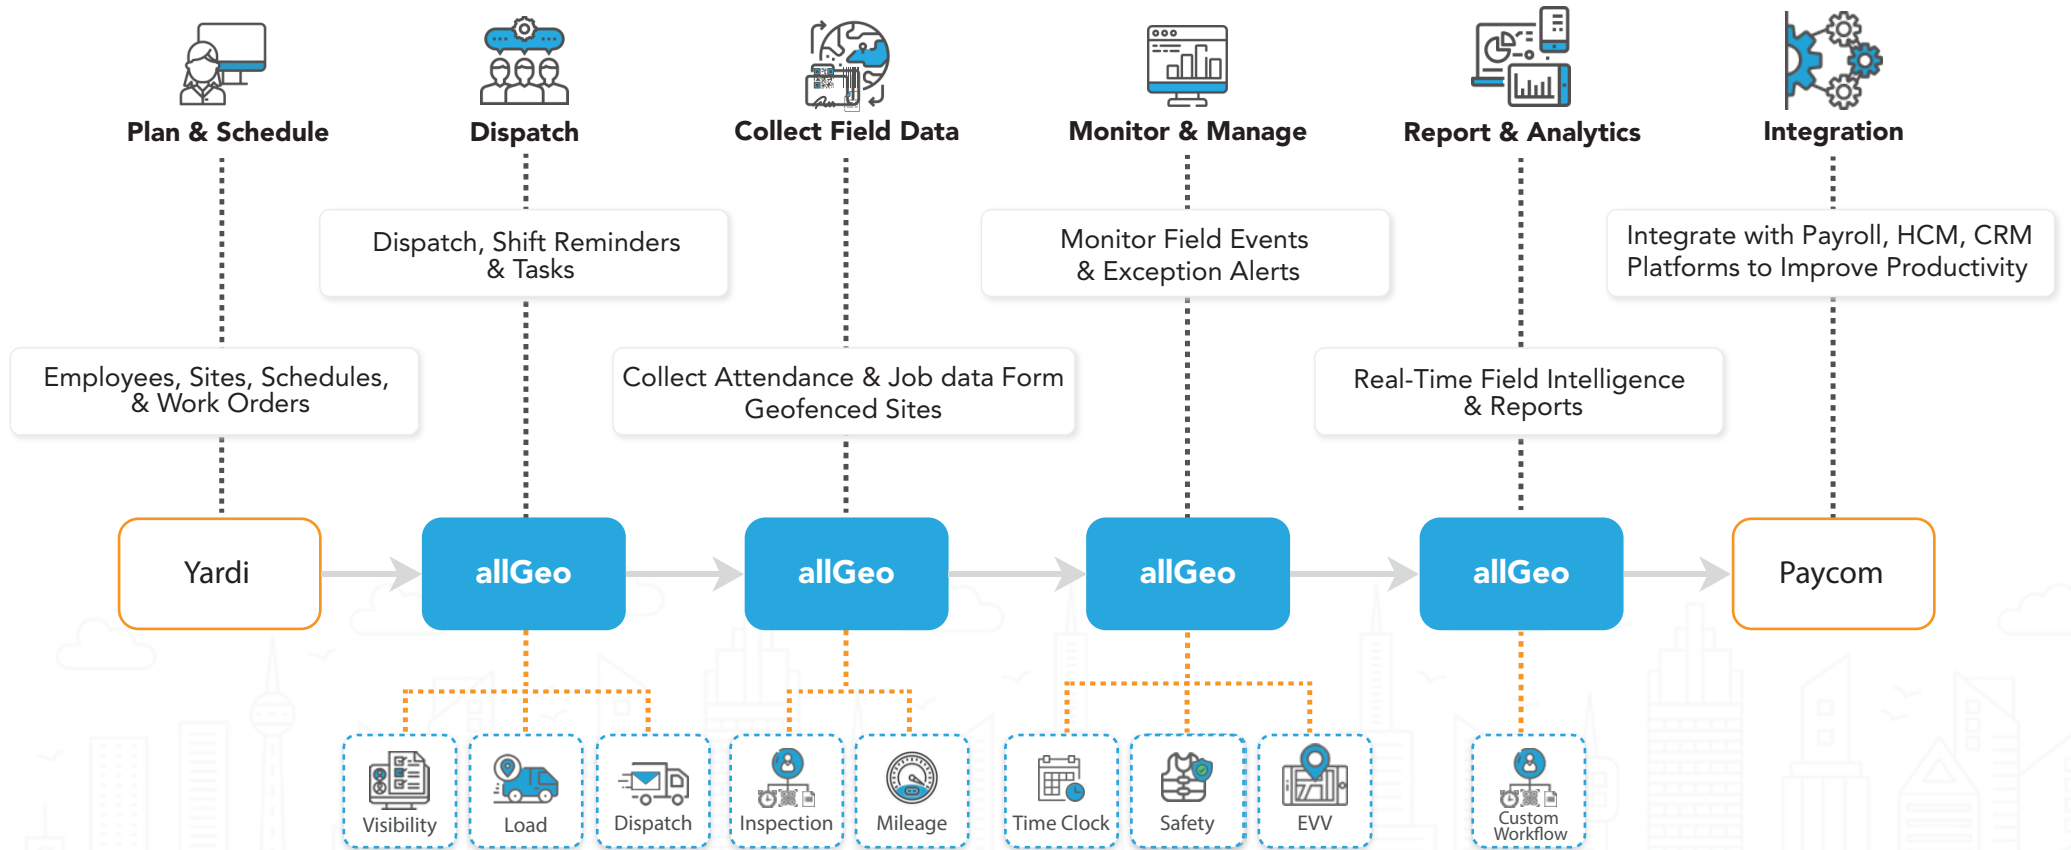 Plan & Schedule
Dispatch
Collect Field Data
Monitor & Manage
Report & Analytics
Integration
Dispatch, Shift Reminders
& Tasks
Monitor Field Events
& Exception Alerts
Integrate with Payroll, HCM, CRM
Platforms to Improve Productivity
Employees, Sites, Schedules,
& Work Orders
Collect Attendance & Job data Form
Geofenced Sites
Real-Time Field Intelligence
& Reports
Yardi
allGeo
allGeo
allGeo
allGeo
Paycom
Visibility
Load
Dispatch
Inspection
Mileage
Time Clock
Safety
EVV
Custom
Workflow